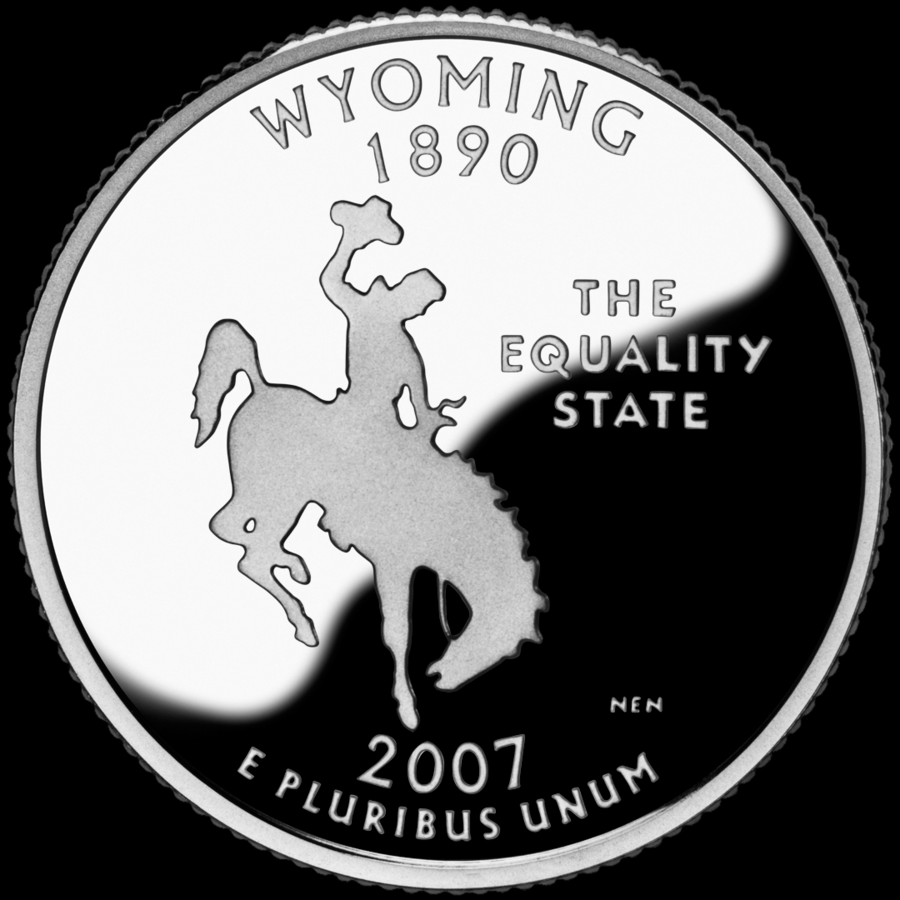 WYOMING
1890
THE
EQUALITY
STATE
NEN
2007
E PLURIBUS UNUM